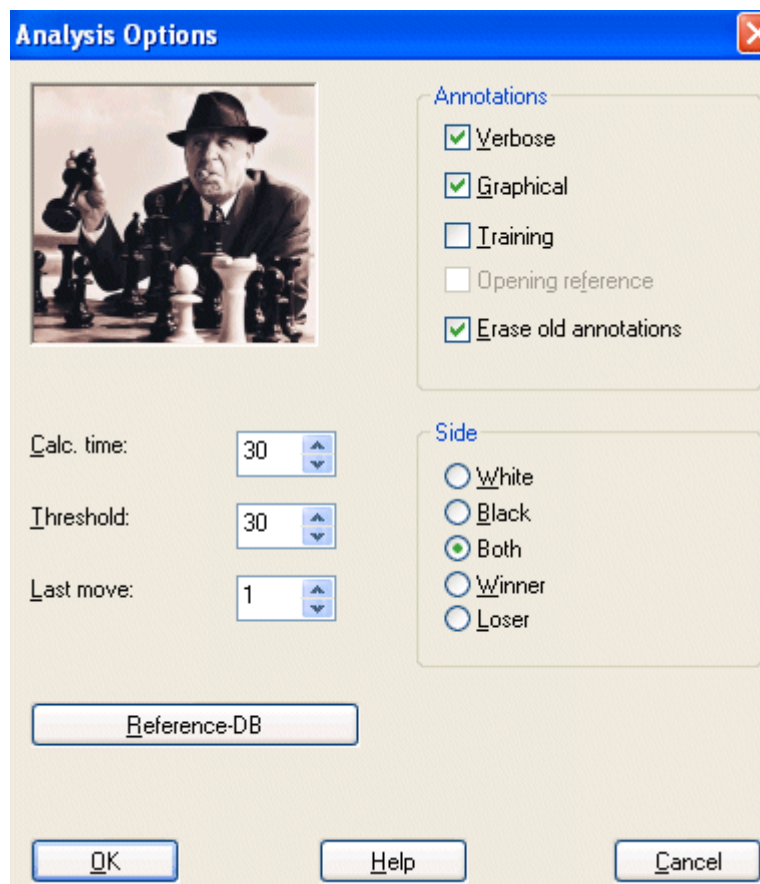 Analysis Options
Annotations
Verbose
Graphical
Training
Opening reference
Erase old annotations
Calc. time:
30
Threshold:
30
Last move:
1
Side
White
Black
Both
Winner
Loser
Reference-DB
OK
Help
Cancel